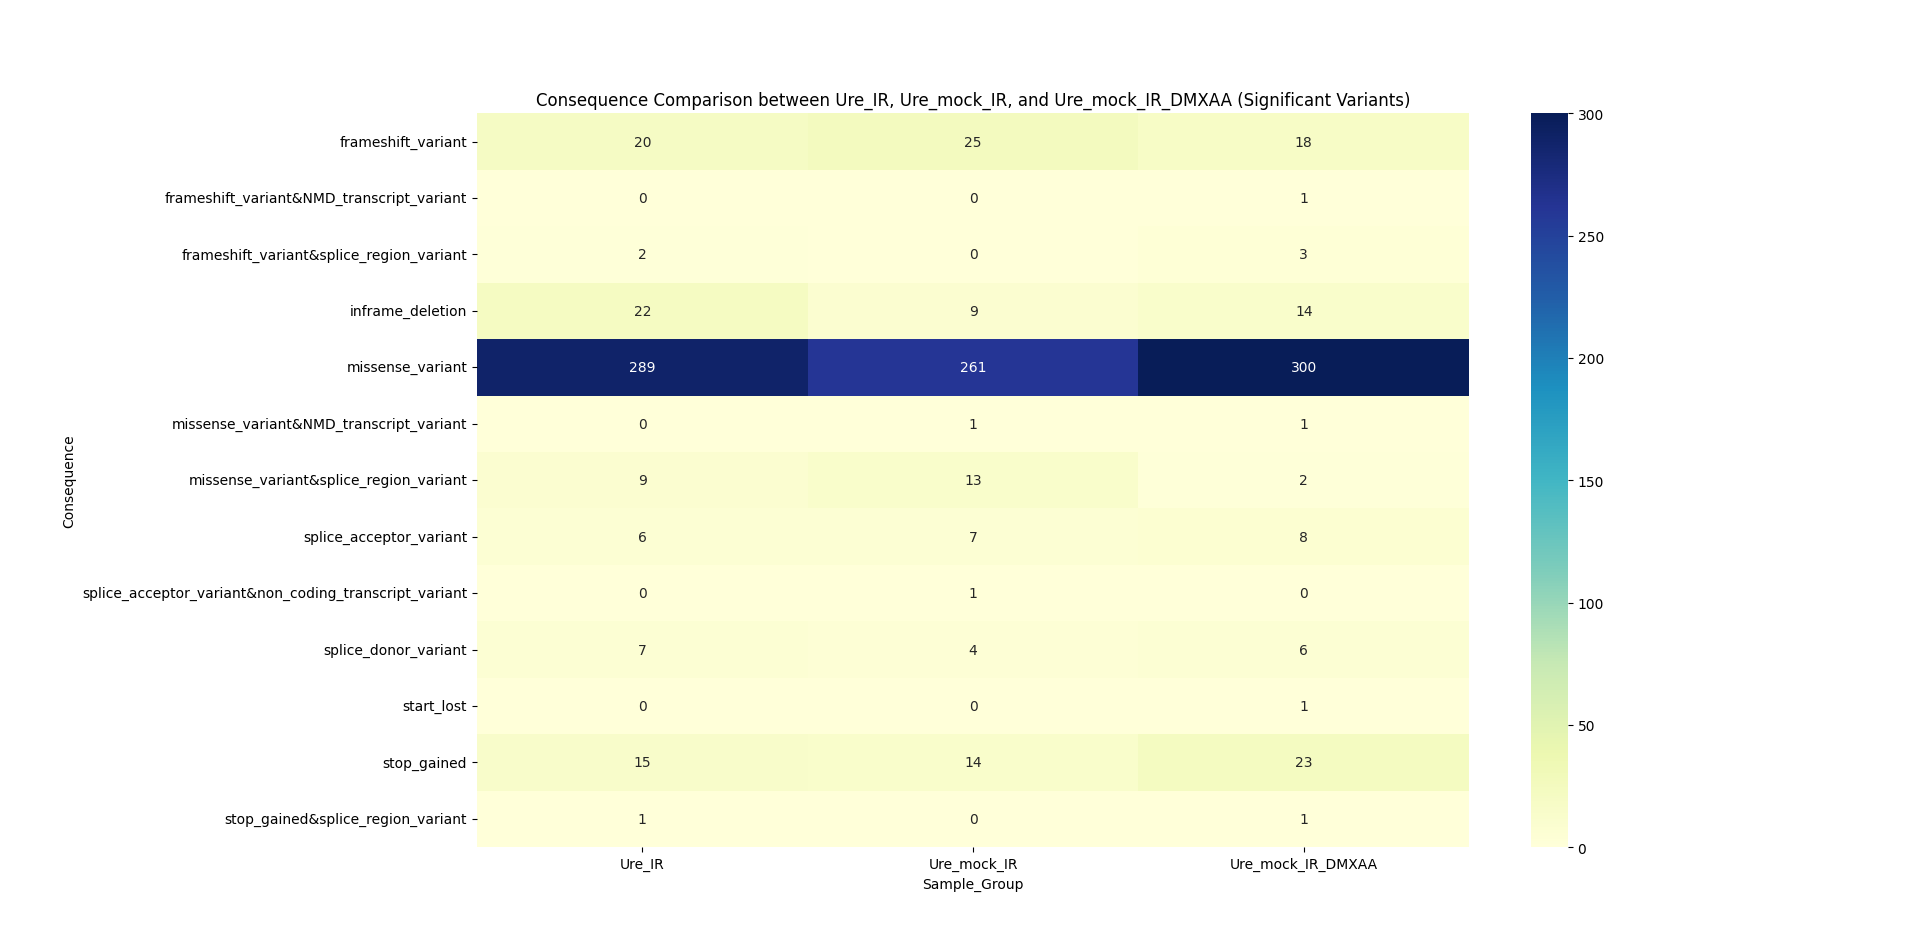 Consequence Comparison between Ure_IR, Ure_mock_IR, and Ure_mock_IR_DMXAA (Significant Variants)
Consequence
frameshift_variant 20 25 18
frameshift_variant&NMD_transcript_variant 0 0 1
frameshift_variant&splice_region_variant 2 0 3
inframe_deletion 22 9 14
missense_variant 289 261 300
missense_variant&NMD_transcript_variant 0 1 1
missense_variant&splice_region_variant 9 13 2
splice_acceptor_variant 6 7 8
splice_acceptor_variant&non_coding_transcript_variant 0 1 0
splice_donor_variant 7 4 6
start_lost 0 0 1
stop_gained 15 14 23
stop_gained&splice_region_variant 1 0 1
Ure_IR Ure_mock_IR Ure_mock_IR_DMXAA
Sample_Group
300
250
200
150
100
50
0